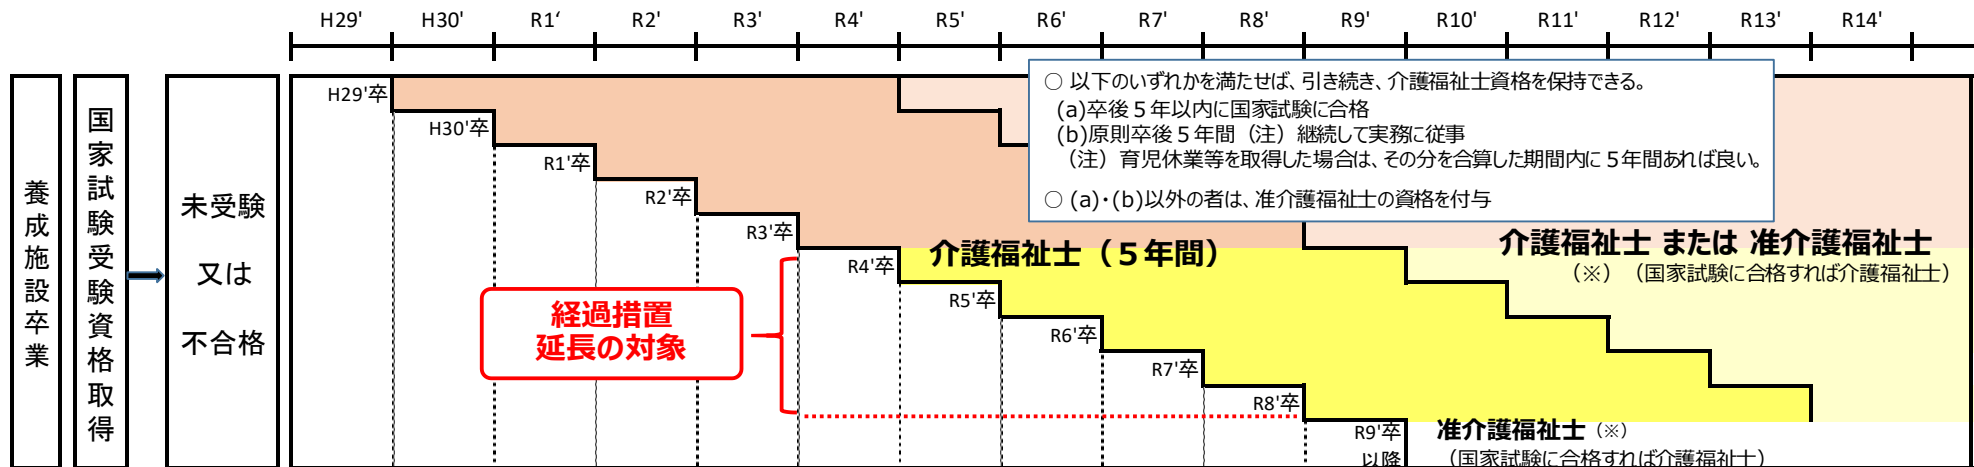 H29' H30' R1‘ R2' R3' R4' R5' R6' R7' R8' R9' R10' R11' R12' R13' R14'
養成施設卒業
国家試験受験資格取得
未受験
又は
不合格
H29'卒
H30'卒
R1'卒
R2'卒
R3'卒
R4'卒
R5'卒
R6'卒
R7'卒
R8'卒
R9'卒
以降
経過措置
延長の対象
○ 以下のいずれかを満たせば、引き続き、介護福祉士資格を保持できる。
(a)卒後５年以内に国家試験に合格
(b)原則卒後５年間（注）継続して実務に従事
（注）育児休業等を取得した場合は、その分を合算した期間内に５年間あれば良い。
○ (a)・(b)以外の者は、准介護福祉士の資格を付与
介護福祉士（５年間）
介護福祉士 または 准介護福祉士
（※）（国家試験に合格すれば介護福祉士）
准介護福祉士（※）
（国家試験に合格すれば介護福祉士）